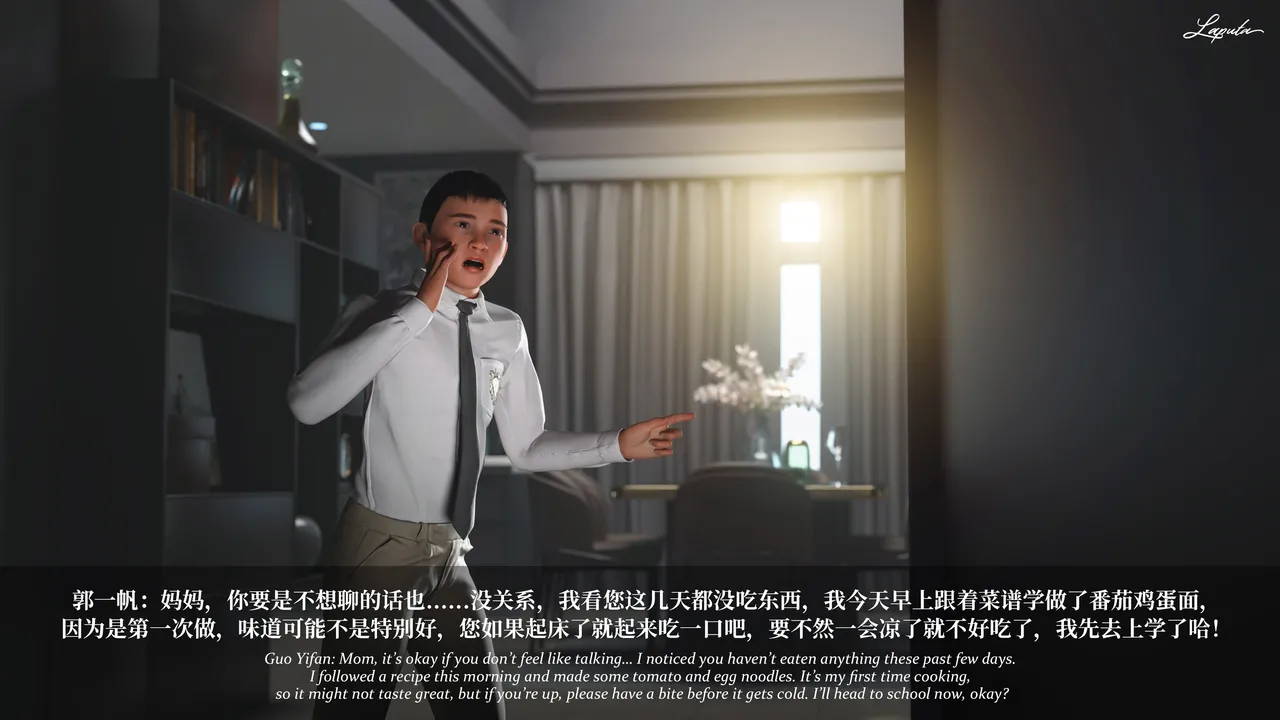 Laputa
郭一帆：妈妈，你要是不想聊的话也……没关系，我看您这几天都没吃东西，我今天早上跟着菜谱学做了番茄鸡蛋面，
因为是第一次做，味道可能不是特别好，您如果起床了就起来吃一口吧，要不然一会凉了就不好吃了，我先去上学了哈！
Guo Yifan: Mom, it's okay if you don't feel like talking... I noticed you haven't eaten anything these past few days.
I followed a recipe this morning and made some tomato and egg noodles. It's my first time cooking,
so it might not taste great, but if you're up, please have a bite before it gets cold. I'll head to school now, okay?